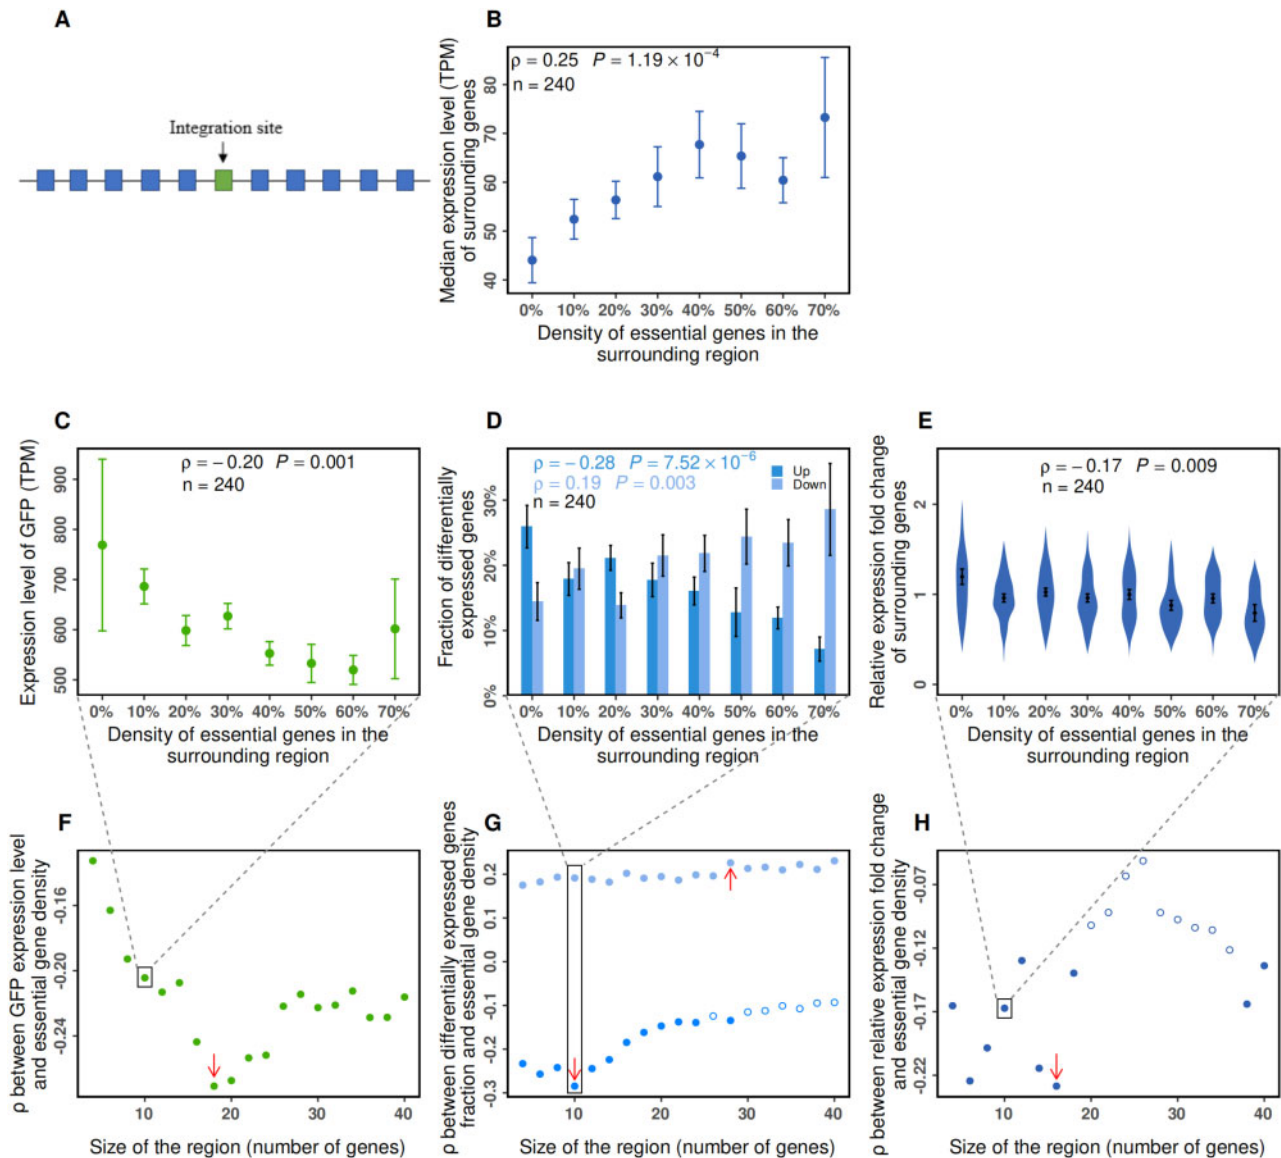 A
Integration site
B
ρ = 0.25 P = 1.19 × 10⁻⁴
n = 240
Median expression level (TPM)
of surrounding genes
80
70
60
50
40
0% 10% 20% 30% 40% 50% 60% 70%
Density of essential genes in the
surrounding region
C
ρ = − 0.20 P = 0.001
n = 240
Expression level of GFP (TPM)
900
800
700
600
500
0% 10% 20% 30% 40% 50% 60% 70%
Density of essential genes in the
surrounding region
D
ρ = − 0.28 P = 7.52 × 10⁻⁶
ρ = 0.19 P = 0.003
n = 240
Up
Down
Fraction of differentially
expressed genes
30%
20%
10%
0%
0% 10% 20% 30% 40% 50% 60% 70%
Density of essential genes in the
surrounding region
E
ρ = − 0.17 P = 0.009
n = 240
Relative expression fold change
of surrounding genes
2
1
0
0% 10% 20% 30% 40% 50% 60% 70%
Density of essential genes in the
surrounding region
F
ρ between GFP expression level
and essential gene density
-0.16
-0.20
-0.24
10 20 30 40
Size of the region (number of genes)
G
ρ between differentially expressed genes
fraction and essential gene density
0.2
0.1
0.0
-0.1
-0.2
-0.3
10 20 30 40
Size of the region (number of genes)
H
ρ between relative expression fold change
and essential gene density
-0.07
-0.12
-0.17
-0.22
10 20 30 40
Size of the region (number of genes)